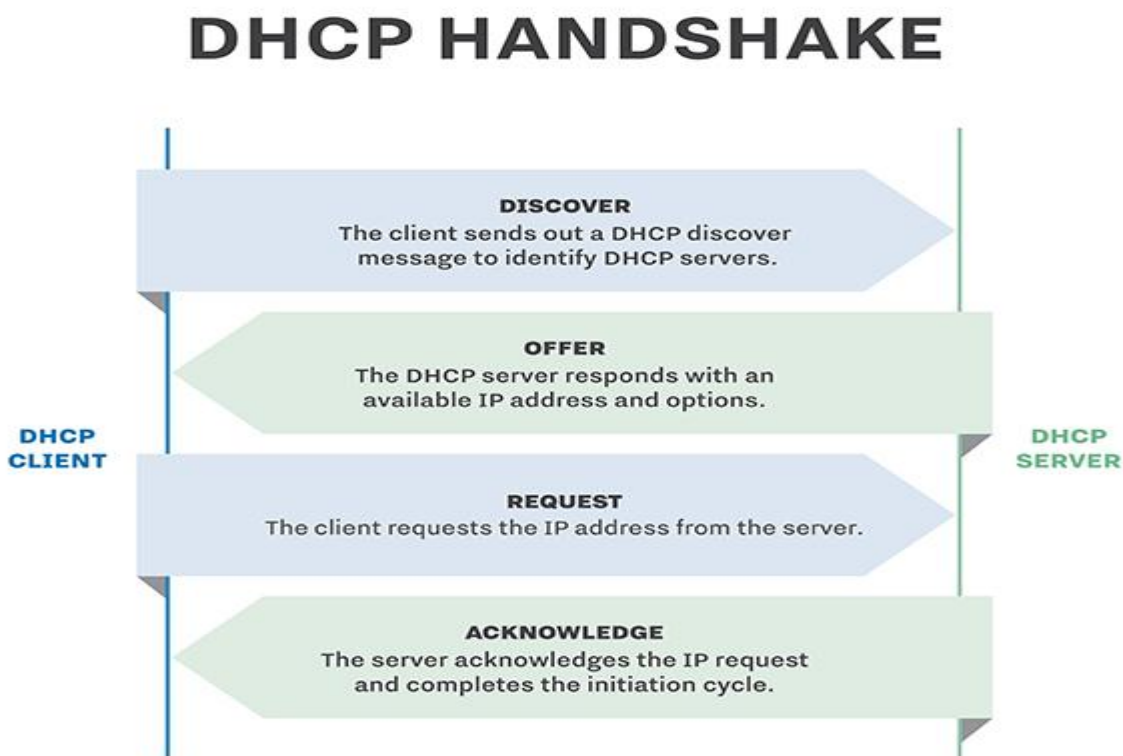 DHCP HANDSHAKE
DISCOVER
The client sends out a DHCP discover
message to identify DHCP servers.
OFFER
The DHCP server responds with an
available IP address and options.
DHCP
CLIENT
DHCP
SERVER
REQUEST
The client requests the IP address from the server.
ACKNOWLEDGE
The server acknowledges the IP request
and completes the initiation cycle.